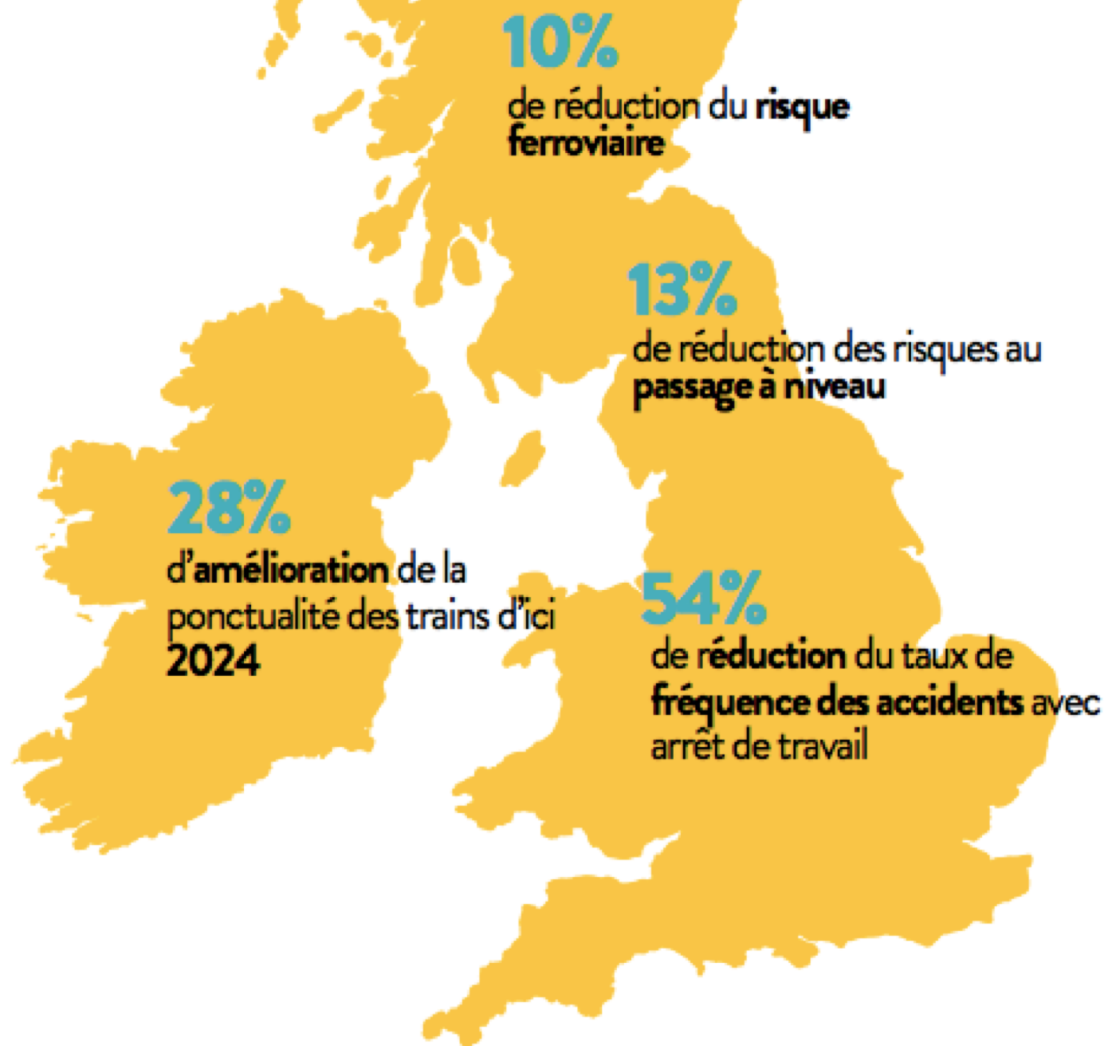 10%
de réduction du risque
ferroviaire
13%
de réduction des risques au
passage à niveau
28%
d'amélioration de la
ponctualité des trains d'ici
2024
54%
de réduction du taux de
fréquence des accidents avec
arrêt de travail